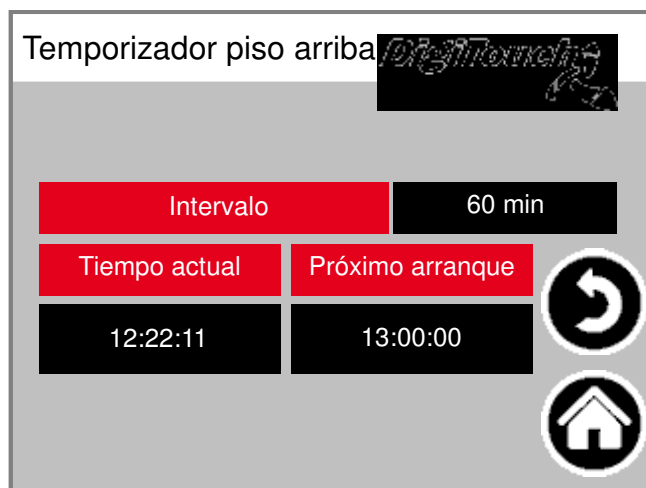 Temporizador piso arriba
DigiTouch
Intervalo
60 min
Tiempo actual
Próximo arranque
12:22:11
13:00:00